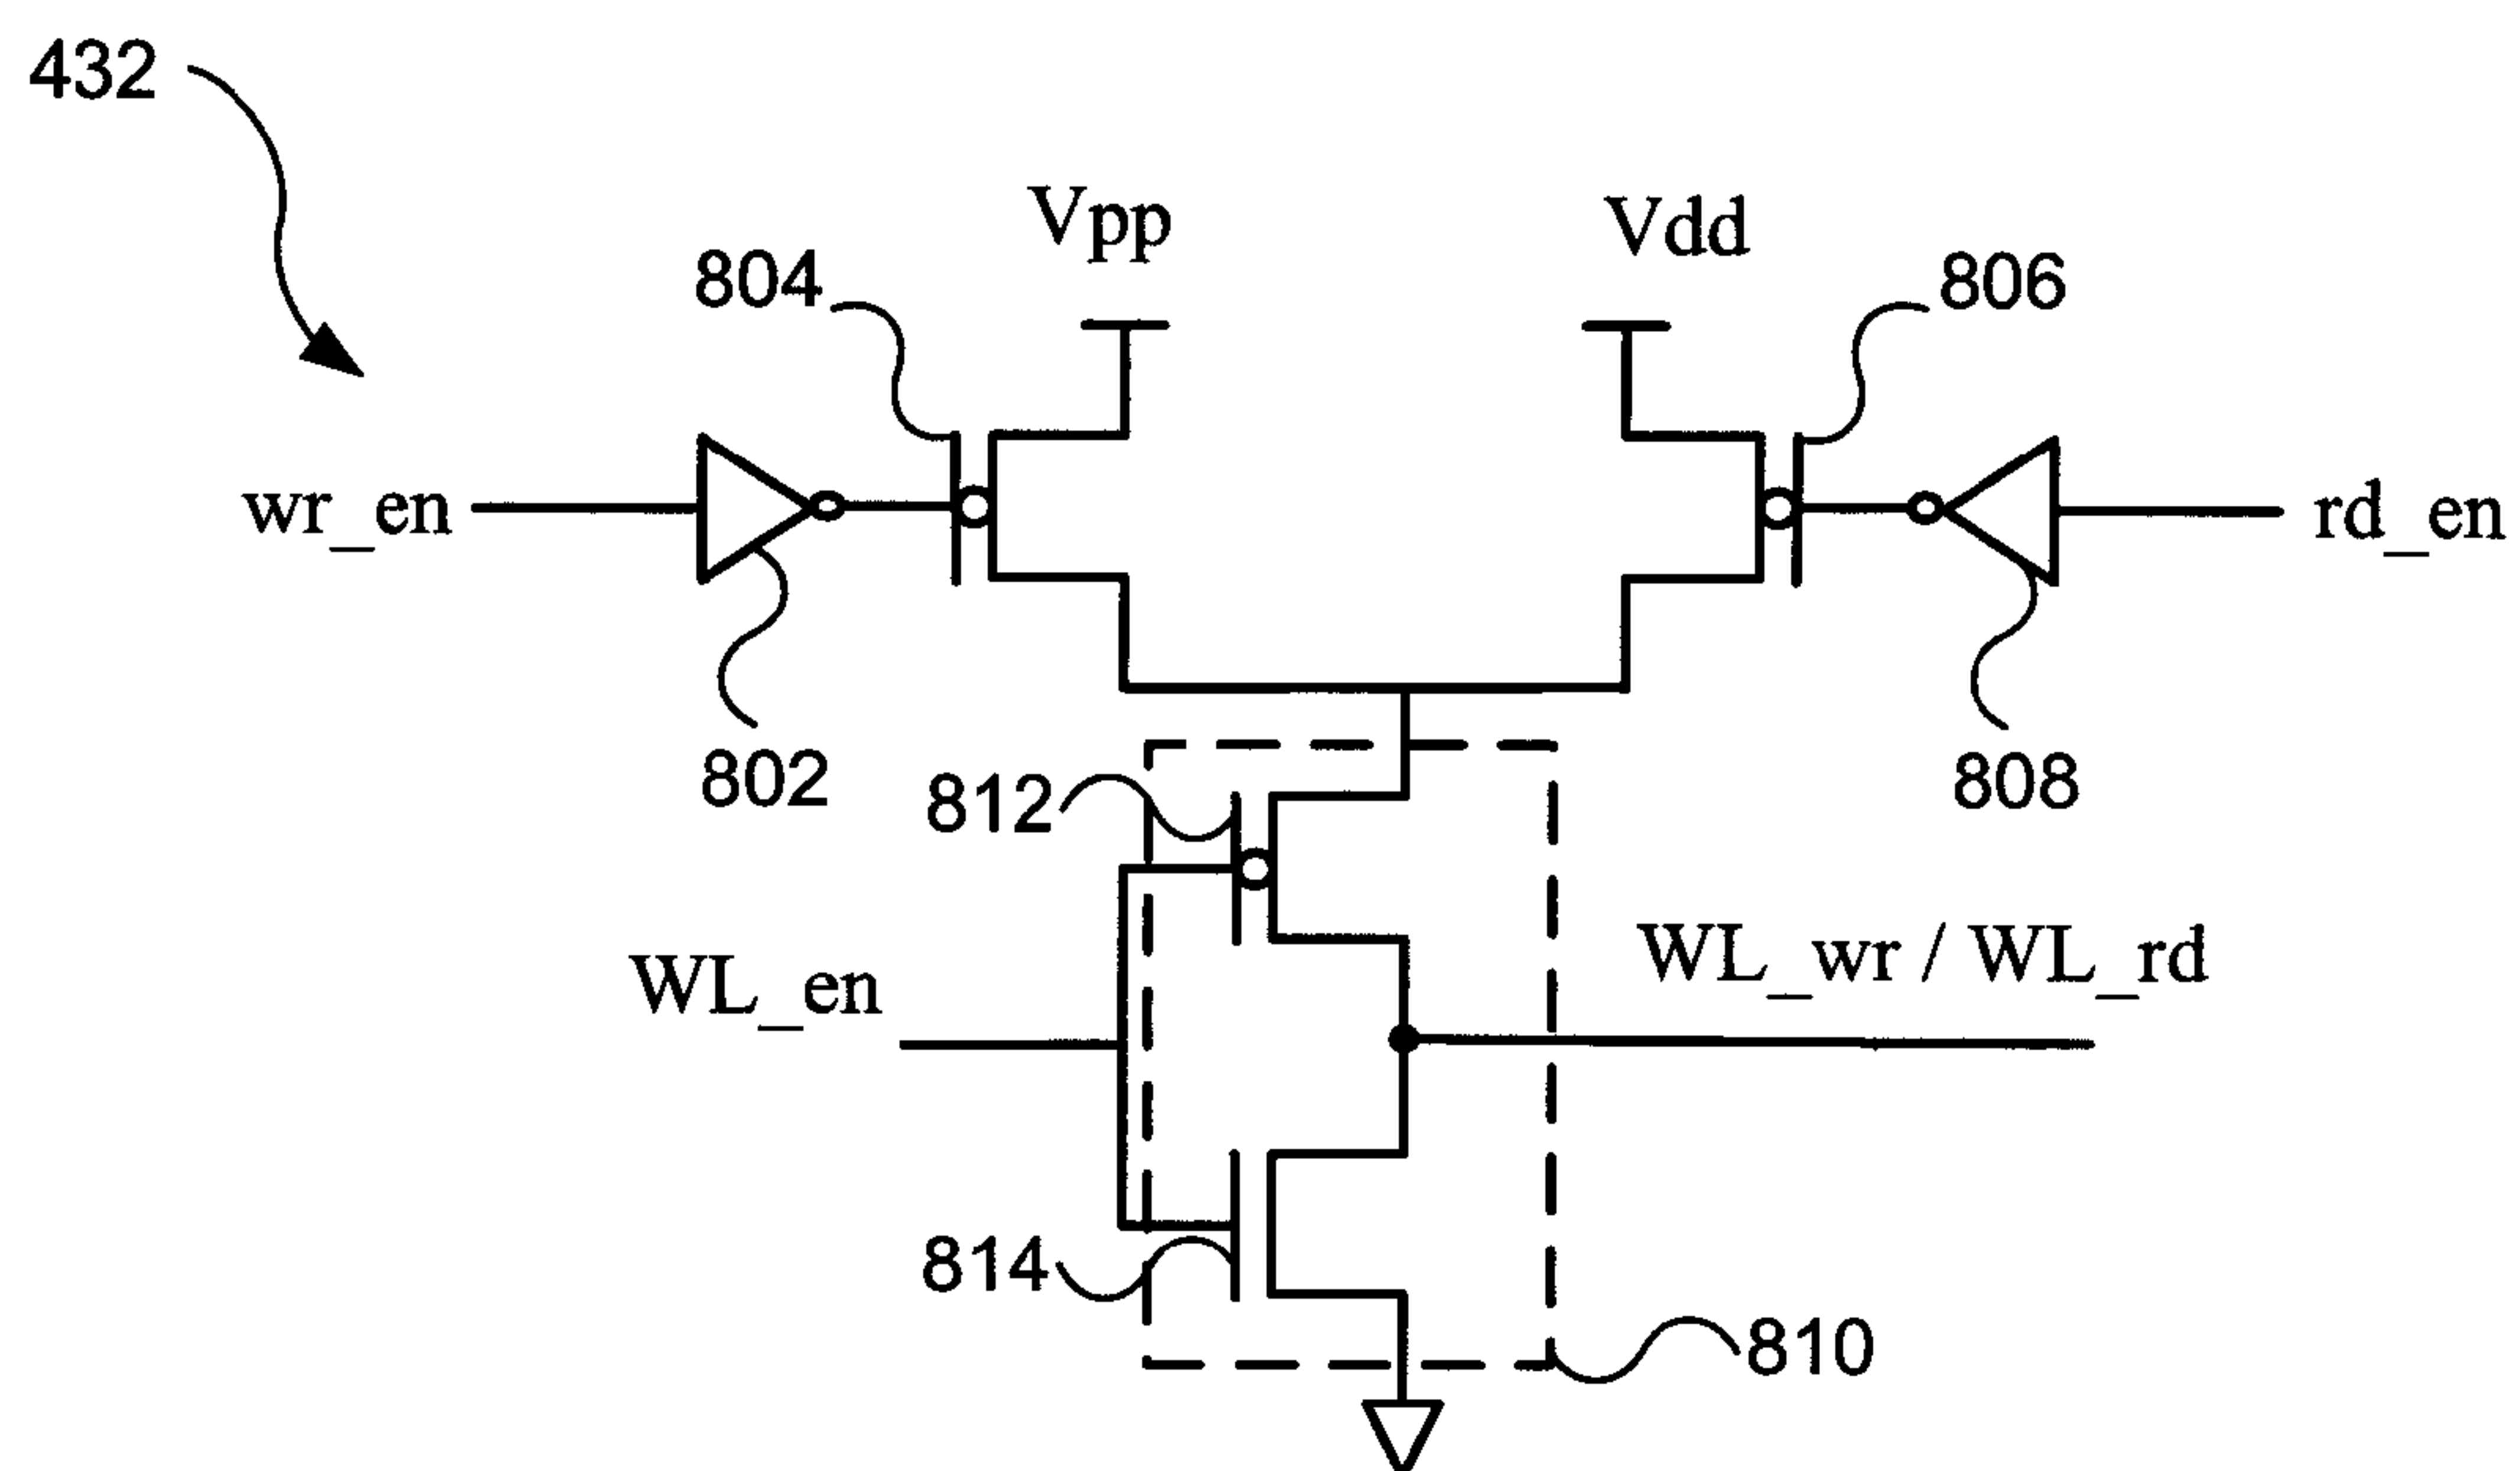 432
Vpp
Vdd
804
806
wr_en
rd_en
802
808
812
WL_en
WL_wr / WL_rd
814
810